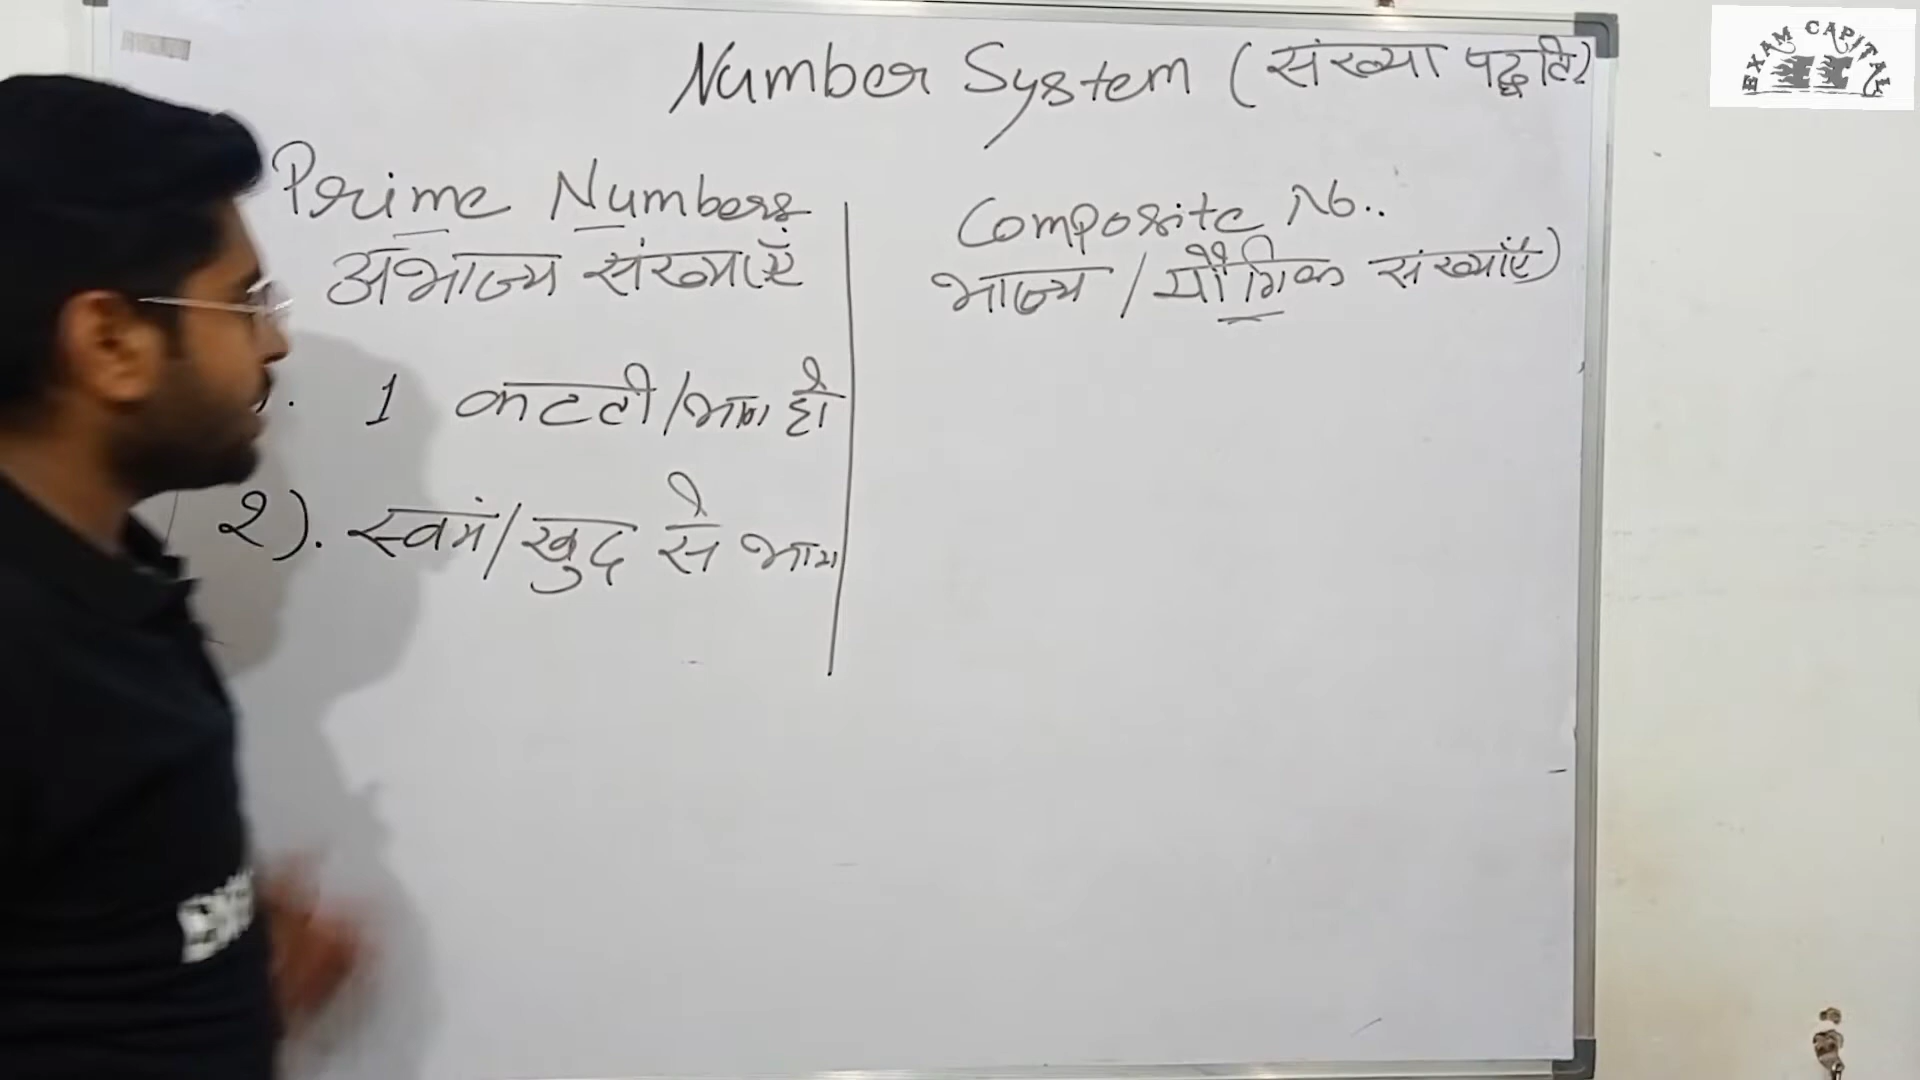 Number System (संख्या पद्धति)
Prime Numbers
अभाज्य संख्याएँ
1 कटती/भाग हो
2). स्वयं/खुद से भाग
Composite No..
भाज्य / यौगिक संख्याएँ)
EXAM CAPITAL